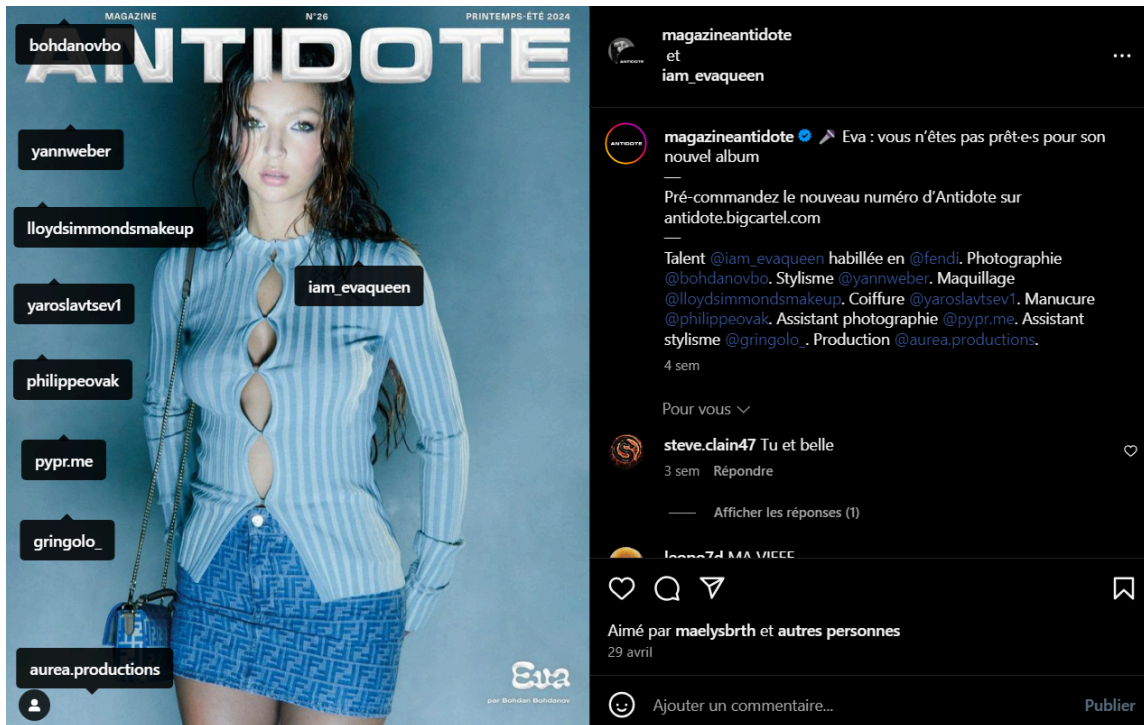 MAGAZINE N°26 PRINTEMPS-ÉTÉ 2024
ANTIDOTE
bohdanovbo
yannweber
lloydsimmondsmakeup
iam_evaqueen
yaroslavtsev1
philippeovak
pypr.me
gringolo_
aurea.productions
Eva
par Bohdan Bohdanov
magazineantidote
et
iam_evaqueen
ANTIDOTE
magazineantidote 🎤 Eva : vous n’êtes pas prêt·e·s pour son
nouvel album
—
Pré-commandez le nouveau numéro d’Antidote sur
antidote.bigcartel.com
—
Talent @iam_evaqueen habillée en @fendi. Photographie
@bohdanovbo. Stylisme @yannweber. Maquillage
@lloydsimmondsmakeup. Coiffure @yaroslavtsev1. Manucure
@philippeovak. Assistant photographie @pypr.me. Assistant
stylisme @gringolo_. Production @aurea.productions.
4 sem
Pour vous
steve.clain47 Tu et belle
3 sem Répondre
Afficher les réponses (1)
MA VIEEE
Aimé par maelysbrth et autres personnes
29 avril
Ajouter un commentaire...
Publier